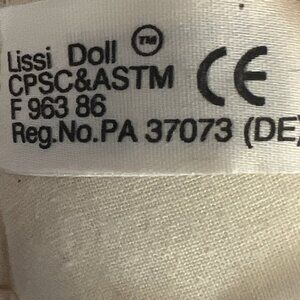 Lissi Doll ™
CPSC&ASTM CE
F 963 86
Reg.No.PA 37073 (DE)